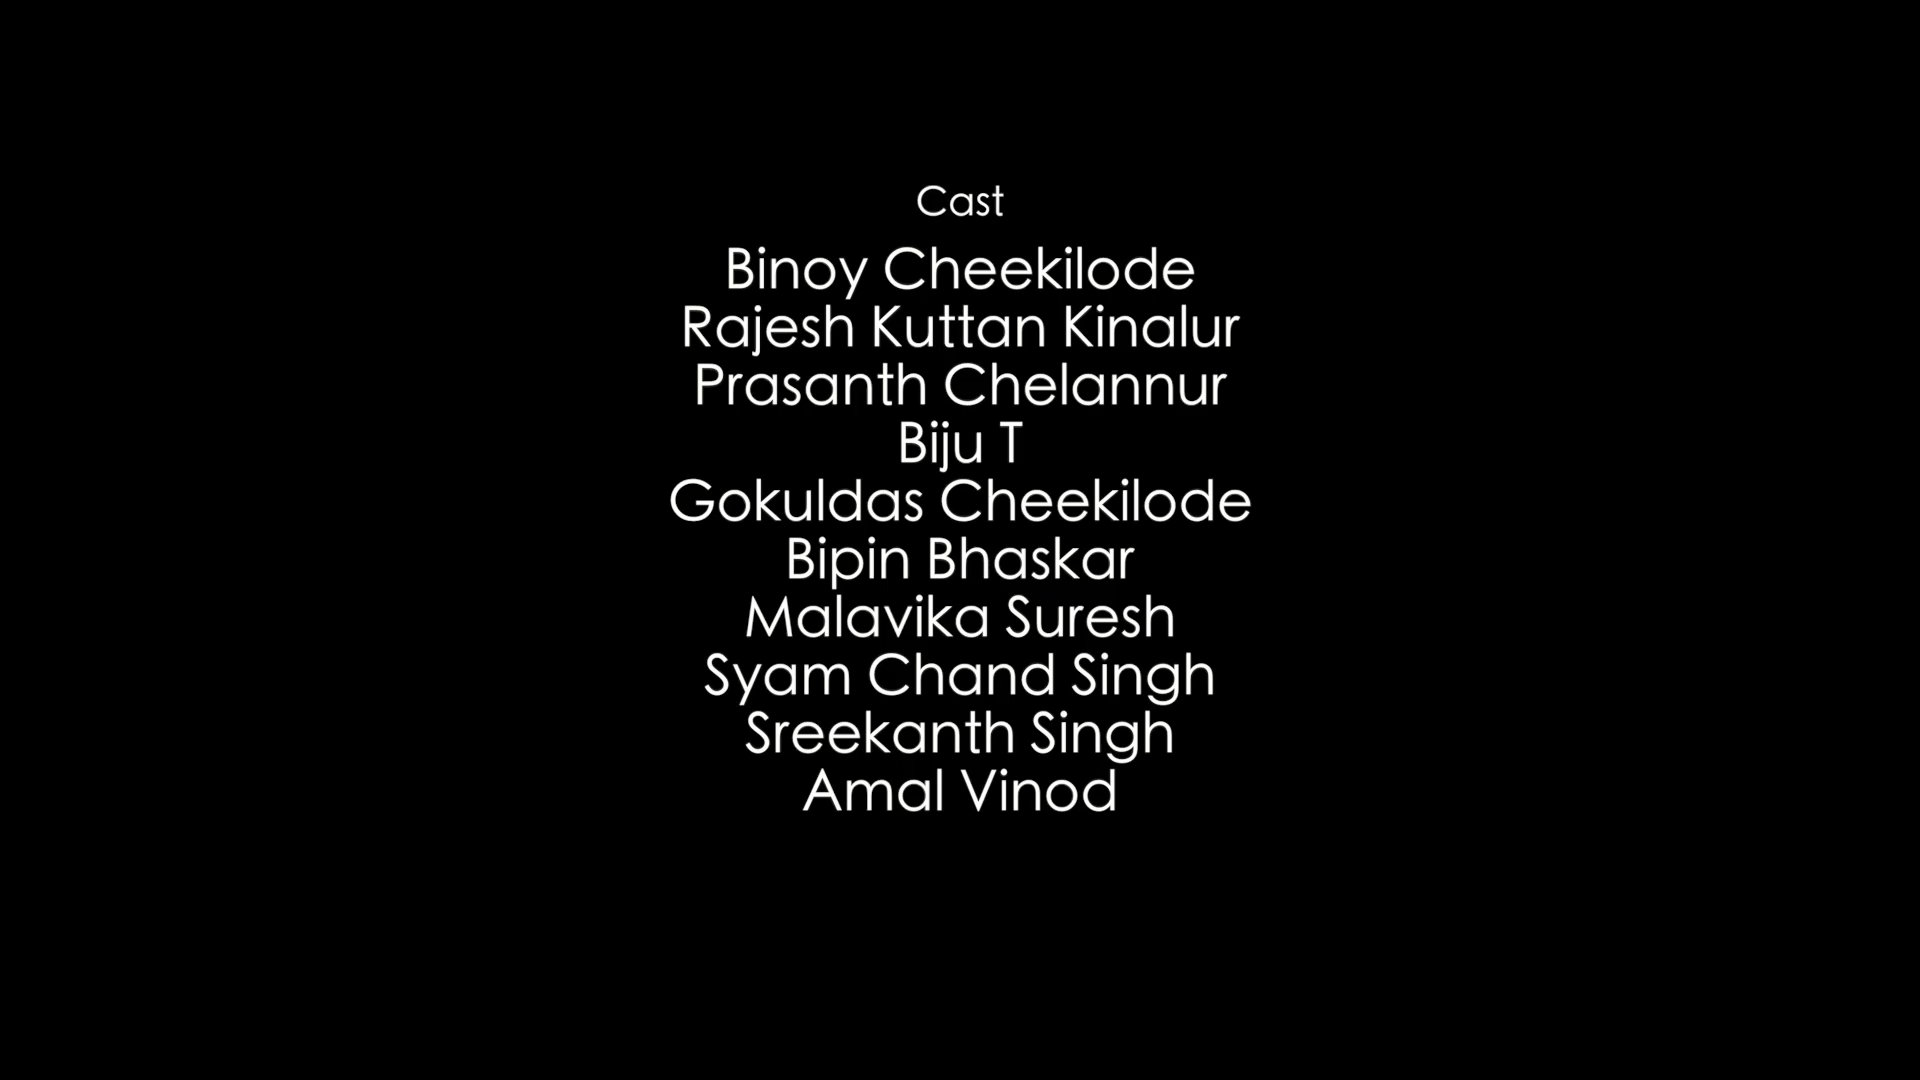 Cast
Binoy Cheekilode
Rajesh Kuttan Kinalur
Prasanth Chelannur
Biju T
Gokuldas Cheekilode
Bipin Bhaskar
Malavika Suresh
Syam Chand Singh
Sreekanth Singh
Amal Vinod